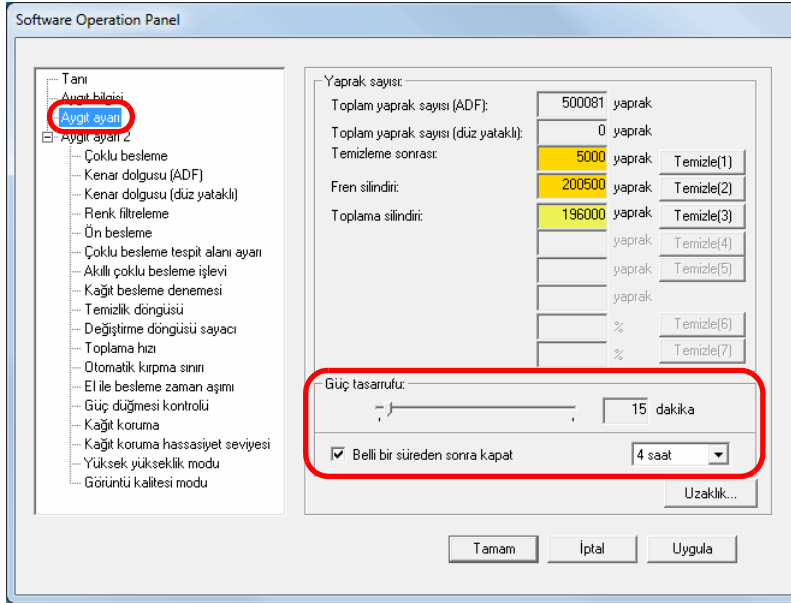 Software Operation Panel
Tanı
Aygıt bilgisi
Aygıt ayarı
Aygıt ayarı 2
Çoklu besleme
Kenar dolgusu (ADF)
Kenar dolgusu (düz yataklı)
Renk filtreleme
Ön besleme
Çoklu besleme tespit alanı ayarı
Akıllı çoklu besleme işlevi
Kağıt besleme denemesi
Temizlik döngüsü
Değiştirme döngüsü sayacı
Toplama hızı
Otomatik kırpma sınırı
El ile besleme zaman aşımı
Güç düğmesi kontrolü
Kağıt koruma
Kağıt koruma hassasiyet seviyesi
Yüksek yükseklik modu
Görüntü kalitesi modu
Yaprak sayısı:
Toplam yaprak sayısı (ADF): 500081 yaprak
Toplam yaprak sayısı (düz yataklı): 0 yaprak
Temizleme sonrası: 5000 yaprak Temizle(1)
Fren silindiri: 200500 yaprak Temizle(2)
Toplama silindiri: 196000 yaprak Temizle(3)
yaprak Temizle(4)
yaprak Temizle(5)
yaprak
% Temizle(6)
% Temizle(7)
Güç tasarrufu:
15 dakika
Belli bir süreden sonra kapat 4 saat
Uzaklık...
Tamam İptal Uygula